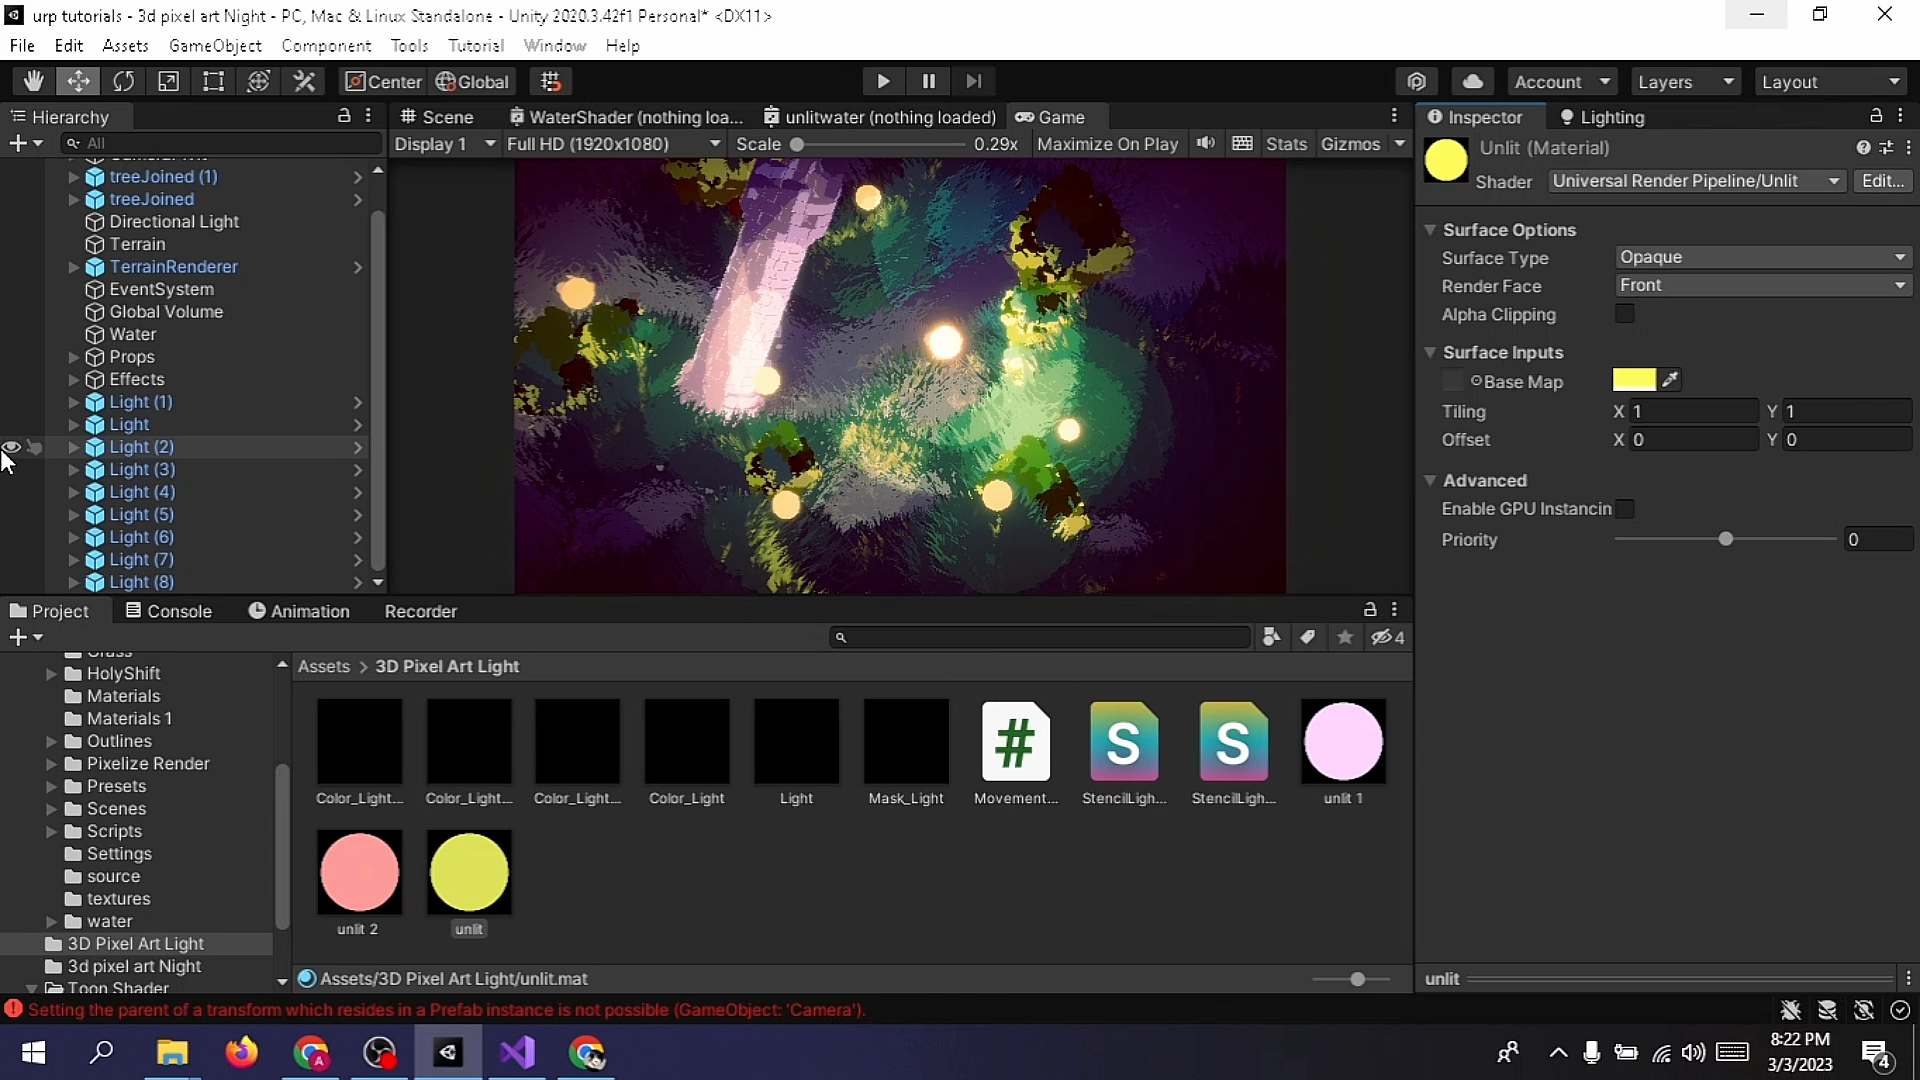 urp tutorials - 3d pixel art Night - PC, Mac & Linux Standalone - Unity 2020.3.42f1 Personal* <DX11>
File Edit Assets GameObject Component Tools Tutorial Window Help
Center Global Account Layers Layout
Hierarchy Scene WaterShader (nothing loa... unlitwater (nothing loaded) Game Inspector Lighting
All Display 1 Full HD (1920x1080) Scale 0.29x Maximize On Play Stats Gizmos
Unlit (Material)
Shader Universal Render Pipeline/Unlit Edit...
treeJoined (1)
treeJoined
Directional Light
Terrain
TerrainRenderer
EventSystem
Global Volume
Water
Props
Effects
Light (1)
Light
Light (2)
Light (3)
Light (4)
Light (5)
Light (6)
Light (7)
Light (8)
Surface Options
Surface Type Opaque
Render Face Front
Alpha Clipping
Surface Inputs
Base Map
Tiling X 1 Y 1
Offset X 0 Y 0
Advanced
Enable GPU Instancin
Priority 0
Project Console Animation Recorder
4
HolyShift
Materials
Materials 1
Outlines
Pixelize Render
Presets
Scenes
Scripts
Settings
source
textures
water
3D Pixel Art Light
3d pixel art Night
Toon Shader
Assets > 3D Pixel Art Light
Color_Light... Color_Light... Color_Light... Color_Light Light Mask_Light Movement... StencilLigh... StencilLigh... unlit 1
unlit 2 unlit
Assets/3D Pixel Art Light/unlit.mat
unlit
Setting the parent of a transform which resides in a Prefab instance is not possible (GameObject: 'Camera').
8:22 PM
3/3/2023
4